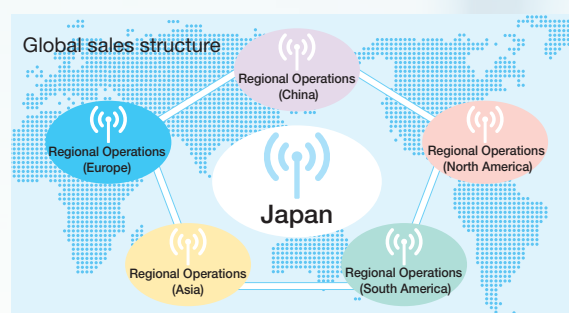 Global sales structure
Regional Operations
(China)
Regional Operations
(Europe)
Regional Operations
(North America)
Japan
Regional Operations
(Asia)
Regional Operations
(South America)